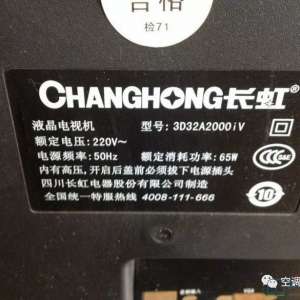 合格
检71
CHANGHONG长虹
液晶电视机 型号:3D32A2000iV
额定电压:220V~
电源频率:50Hz 额定消耗功率:65W
内有高压,开启后盖前必须拔下电源插头
四川长虹电器股份有限公司制造
全国统一特服热线 4008-111-666
10
空调